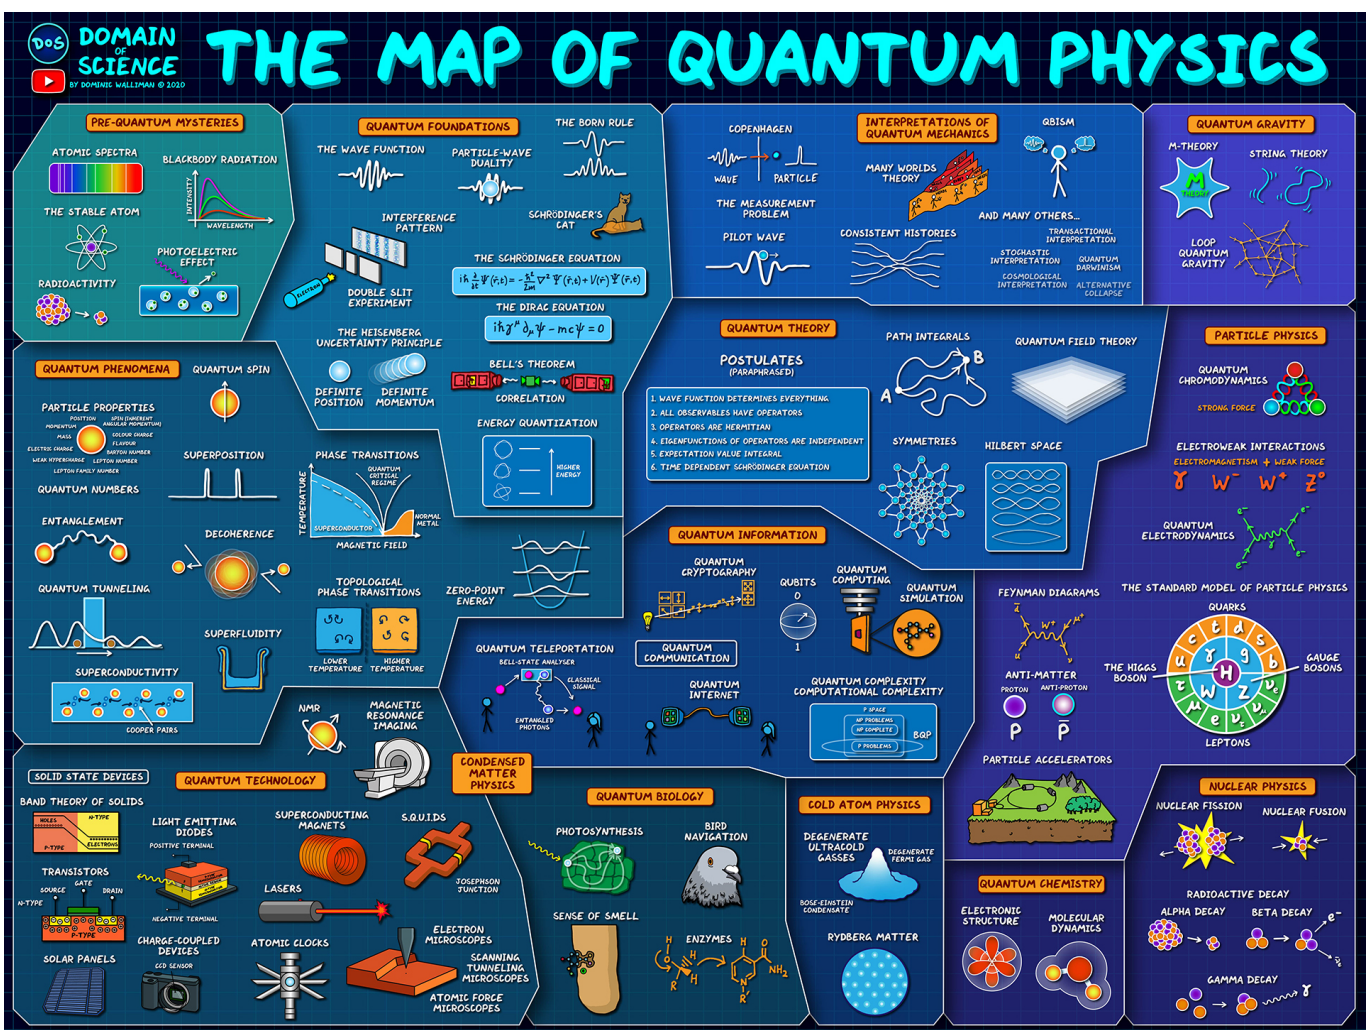 DoS
DOMAIN
OF
SCIENCE
BY DOMINIC WALLIMAN © 2020
THE MAP OF QUANTUM PHYSICS
PRE-QUANTUM MYSTERIES
ATOMIC SPECTRA
BLACKBODY RADIATION
INTENSITY
WAVELENGTH
THE STABLE ATOM
PHOTOELECTRIC
EFFECT
RADIOACTIVITY
QUANTUM FOUNDATIONS
THE BORN RULE
THE WAVE FUNCTION
PARTICLE-WAVE
DUALITY
INTERFERENCE
PATTERN
SCHRÖDINGER'S
CAT
ELECTRON
DOUBLE SLIT
EXPERIMENT
THE SCHRÖDINGER EQUATION
iħ ∂/∂t Ψ(r,t) = -ħ²/2m ∇² Ψ(r,t) + V(r) Ψ(r,t)
THE DIRAC EQUATION
iħγ^μ ∂_μ ψ - mcψ = 0
THE HEISENBERG
UNCERTAINTY PRINCIPLE
DEFINITE
POSITION
DEFINITE
MOMENTUM
BELL'S THEOREM
CORRELATION
ENERGY QUANTIZATION
HIGHER
ENERGY
INTERPRETATIONS OF
QUANTUM MECHANICS
COPENHAGEN
WAVE
PARTICLE
THE MEASUREMENT
PROBLEM
PILOT WAVE
MANY WORLDS
THEORY
CONSISTENT HISTORIES
QBISM
AND MANY OTHERS...
TRANSACTIONAL
INTERPRETATION
STOCHASTIC
INTERPRETATION
QUANTUM
DARWINISM
COSMOLOGICAL
INTERPRETATION
ALTERNATIVE
COLLAPSE
QUANTUM GRAVITY
M-THEORY
M
THEORY
STRING THEORY
LOOP
QUANTUM
GRAVITY
QUANTUM PHENOMENA
QUANTUM SPIN
PARTICLE PROPERTIES
POSITION
SPIN (INHERENT
ANGULAR MOMENTUM)
MOMENTUM
COLOUR CHARGE
MASS
FLAVOUR
ELECTRIC CHARGE
BARYON NUMBER
WEAK HYPERCHARGE
LEPTON NUMBER
LEPTON FAMILY NUMBER
QUANTUM NUMBERS
SUPERPOSITION
PHASE TRANSITIONS
TEMPERATURE
QUANTUM
CRITICAL
REGIME
SUPERCONDUCTOR
NORMAL
METAL
MAGNETIC FIELD
ENTANGLEMENT
DECOHERENCE
QUANTUM TUNNELING
SUPERFLUIDITY
TOPOLOGICAL
PHASE TRANSITIONS
LOWER
TEMPERATURE
HIGHER
TEMPERATURE
ZERO-POINT
ENERGY
SUPERCONDUCTIVITY
COOPER PAIRS
QUANTUM THEORY
POSTULATES
(PARAPHRASED)
1. WAVE FUNCTION DETERMINES EVERYTHING
2. ALL OBSERVABLES HAVE OPERATORS
3. OPERATORS ARE HERMITIAN
4. EIGENFUNCTIONS OF OPERATORS ARE INDEPENDENT
5. EXPECTATION VALUE INTEGRAL
6. TIME DEPENDENT SCHRÖDINGER EQUATION
PATH INTEGRALS
A
B
QUANTUM FIELD THEORY
SYMMETRIES
HILBERT SPACE
PARTICLE PHYSICS
QUANTUM
CHROMODYNAMICS
STRONG FORCE
ELECTROWEAK INTERACTIONS
ELECTROMAGNETISM + WEAK FORCE
γ W⁻ W⁺ Z⁰
QUANTUM
ELECTRODYNAMICS
e⁻ e⁻
γ
e⁻ e⁻
THE STANDARD MODEL OF PARTICLE PHYSICS
QUARKS
u c t d s b
γ g
H
W Z
τ μ e ν_τ ν_μ ν_e
THE HIGGS
BOSON
GAUGE
BOSONS
LEPTONS
FEYNMAN DIAGRAMS
W⁺
μ⁺
ANTI-MATTER
PROTON
ANTI-PROTON
P
P̄
PARTICLE ACCELERATORS
QUANTUM INFORMATION
QUANTUM
CRYPTOGRAPHY
QUBITS
0
1
QUANTUM
COMPUTING
QUANTUM
SIMULATION
QUANTUM TELEPORTATION
BELL-STATE ANALYSER
CLASSICAL
SIGNAL
ENTANGLED
PHOTONS
QUANTUM
COMMUNICATION
QUANTUM
INTERNET
QUANTUM COMPLEXITY
COMPUTATIONAL COMPLEXITY
P SPACE
NP PROBLEMS
NP COMPLETE
P PROBLEMS
BQP
QUANTUM TECHNOLOGY
NMR
MAGNETIC
RESONANCE
IMAGING
SOLID STATE DEVICES
BAND THEORY OF SOLIDS
HOLES
N-TYPE
P-TYPE
ELECTRONS
LIGHT EMITTING
DIODES
POSITIVE TERMINAL
NEGATIVE TERMINAL
TRANSISTORS
SOURCE
GATE
DRAIN
N-TYPE
P-TYPE
SOLAR PANELS
CHARGE-COUPLED
DEVICES
CCD SENSOR
SUPERCONDUCTING
MAGNETS
S.Q.U.I.DS
JOSEPHSON
JUNCTION
LASERS
ATOMIC CLOCKS
ELECTRON
MICROSCOPES
SCANNING
TUNNELING
MICROSCOPES
ATOMIC FORCE
MICROSCOPES
CONDENSED
MATTER
PHYSICS
QUANTUM BIOLOGY
PHOTOSYNTHESIS
BIRD
NAVIGATION
SENSE OF SMELL
ENZYMES
H
O
H
H
R
H
H
O
NH₂
N
R'
COLD ATOM PHYSICS
DEGENERATE
ULTRACOLD
GASSES
DEGENERATE
FERMI GAS
BOSE-EINSTEIN
CONDENSATE
RYDBERG MATTER
QUANTUM CHEMISTRY
ELECTRONIC
STRUCTURE
MOLECULAR
DYNAMICS
NUCLEAR PHYSICS
NUCLEAR FISSION
NUCLEAR FUSION
RADIOACTIVE DECAY
ALPHA DECAY
BETA DECAY
e⁻
GAMMA DECAY
γ